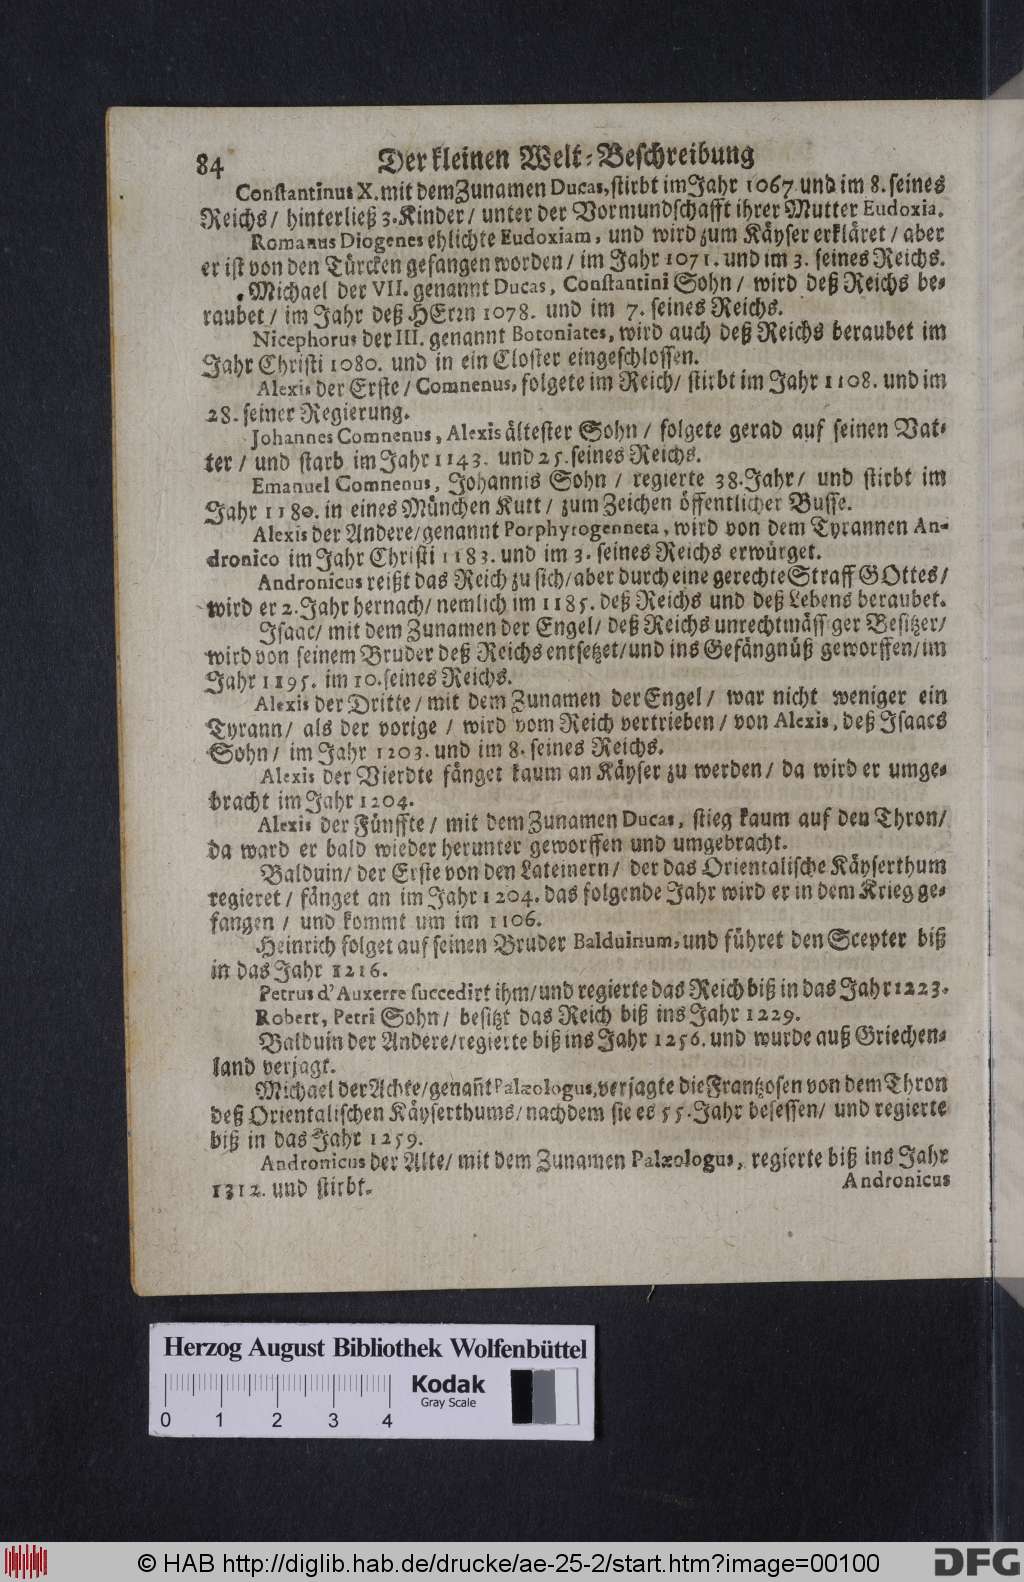 84 Der kleinen Welt-Beschreibung
Constantinus X. mit dem Zunamen Ducas, stirbt im Jahr 1067. und im 8. seines
Reichs / hinterließ 3. Kinder / unter der Vormundschafft ihrer Mutter Eudoxia.
Romanus Diogenes ehlichte Eudoxiam, und wird zum Käyser erkläret / aber
er ist von den Türcken gefangen worden / im Jahr 1071. und im 3. seines Reichs.
Michael der VII. genannt Ducas, Constantini Sohn / wird deß Reichs be-
raubet / im Jahr deß HErrn 1078. und im 7. seines Reichs.
Nicephorus der III. genannt Botoniates, wird auch deß Reichs beraubet im
Jahr Christi 1080. und in ein Closter eingeschlossen.
Alexis der Erste / Comnenus, folgete im Reich / stirbt im Jahr 1108. und im
28. seiner Regierung.
Johannes Comnenus, Alexis ältester Sohn / folgete gerad auf seinen Vat-
ter / und starb im Jahr 1143. und 25. seines Reichs.
Emanuel Comnenus, Johannis Sohn / regierte 38. Jahr / und stirbt im
Jahr 1180. in eines München Kutt / zum Zeichen öffentlicher Busse.
Alexis der Andere / genannt Porphyrogenneta, wird von dem Tyrannen An-
dronico im Jahr Christi 1183. und im 3. seines Reichs erwürget.
Andronicus reißt das Reich zu sich / aber durch eine gerechte Straff GOttes /
wird er 2. Jahr hernach / nemlich im 1185. deß Reichs und deß Lebens beraubet.
Isaac / mit dem Zunamen der Engel / deß Reichs unrechtmässiger Besitzer /
wird von seinem Bruder deß Reichs entsetzet / und ins Gefängnüß geworffen / im
Jahr 1195. im 10. seines Reichs.
Alexis der Dritte / mit dem Zunamen der Engel / war nicht weniger ein
Tyrann / als der vorige / wird vom Reich vertrieben / von Alexis, deß Isaacs
Sohn / im Jahr 1203. und im 8. seines Reichs.
Alexis der Vierdte fänget kaum an Käyser zu werden / da wird er umge-
bracht im Jahr 1204.
Alexis der Fünffte / mit dem Zunamen Ducas, stieg kaum auf den Thron /
da ward er bald wieder herunter geworffen und umgebracht.
Balduin / der Erste von den Lateinern / der das Orientalische Käyserthum
regieret / fänget an im Jahr 1204. das folgende Jahr wird er in dem Krieg ge-
fangen / und kommt um im 1106.
Heinrich folget auf seinen Bruder Balduinum, und führet den Scepter biß
in das Jahr 1216.
Petrus d'Auxerre succedirt ihm / und regierte das Reich biß in das Jahr 1223.
Robert, Petri Sohn / besitzt das Reich biß ins Jahr 1229.
Balduin der Andere / regierte biß ins Jahr 1256. und wurde auß Griechen-
land verjagt.
Michael der Achte / genañt Palæologus, verjagte die Frantzosen von dem Thron
deß Orientalischen Käyserthums / nachdem sie es 55. Jahr besessen / und regierte
biß in das Jahr 1259.
Andronicus der Alte / mit dem Zunamen Palæologus, regierte biß ins Jahr
1312. und stirbt.
Andronicus
Herzog August Bibliothek Wolfenbüttel
Kodak
Gray Scale
0 1 2 3 4
© HAB http://diglib.hab.de/drucke/ae-25-2/start.htm?image=00100
DFG